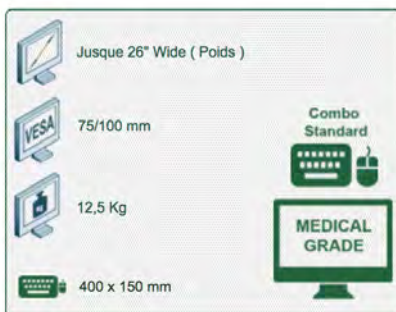 Jusque 26" Wide ( Poids )
VESA
75/100 mm
12,5 Kg
400 x 150 mm
Combo
Standard
MEDICAL
GRADE